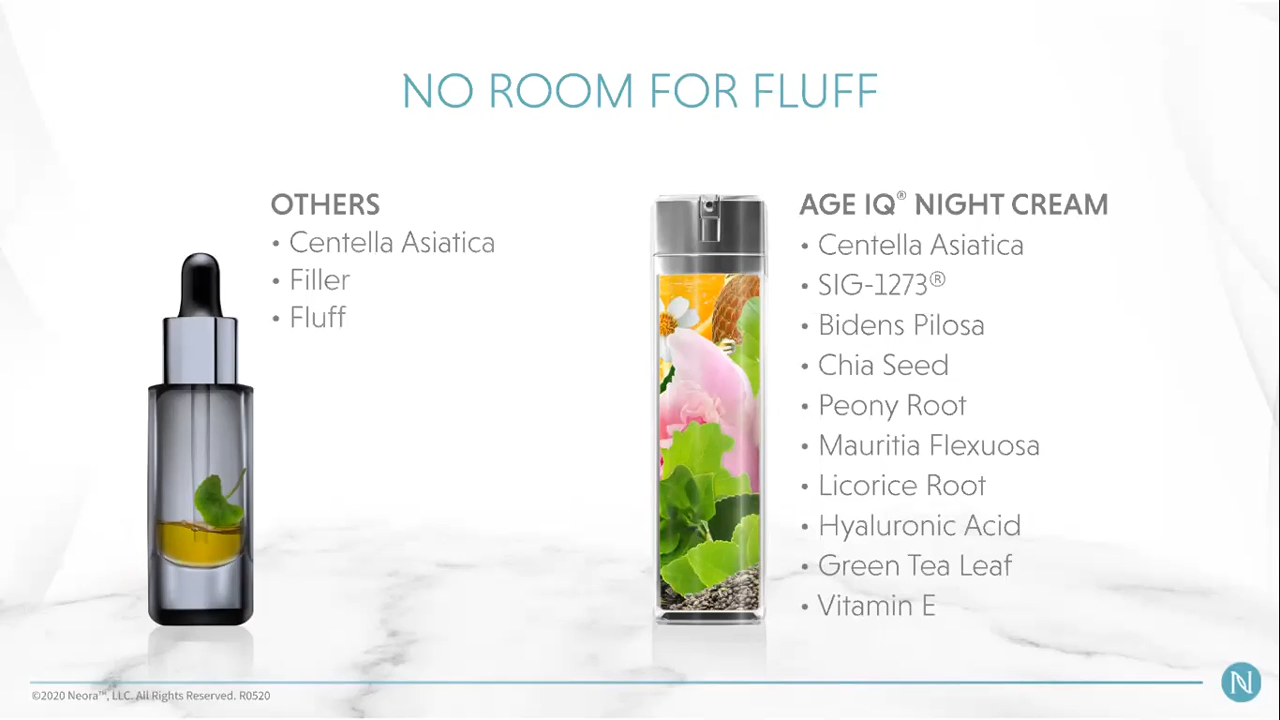 NO ROOM FOR FLUFF
OTHERS
• Centella Asiatica
• Filler
• Fluff
AGE IQ® NIGHT CREAM
• Centella Asiatica
• SIG-1273®
• Bidens Pilosa
• Chia Seed
• Peony Root
• Mauritia Flexuosa
• Licorice Root
• Hyaluronic Acid
• Green Tea Leaf
• Vitamin E
©2020 Neora™, LLC. All Rights Reserved. R0520
N